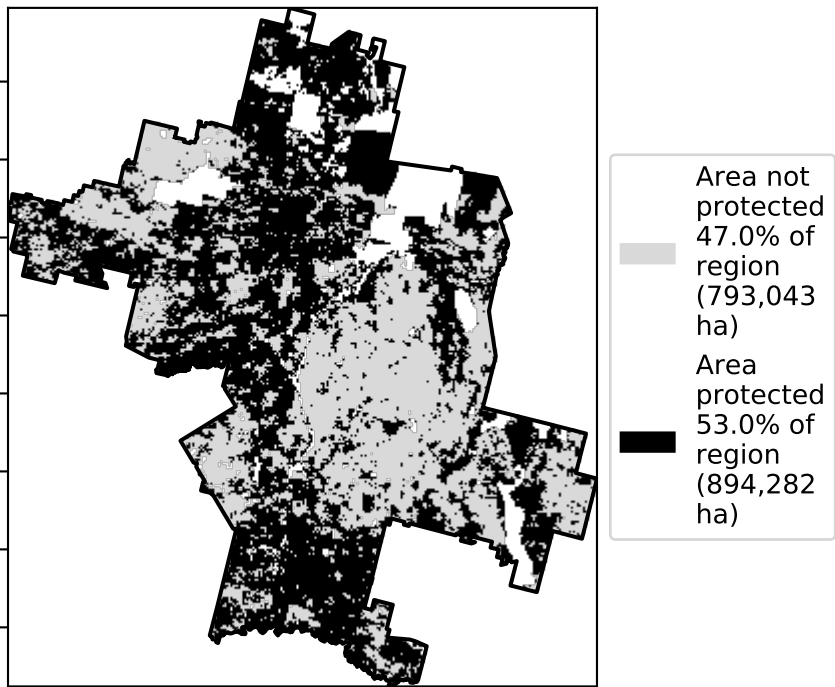 Area not
protected
47.0% of
region
(793,043
ha)
Area
protected
53.0% of
region
(894,282
ha)